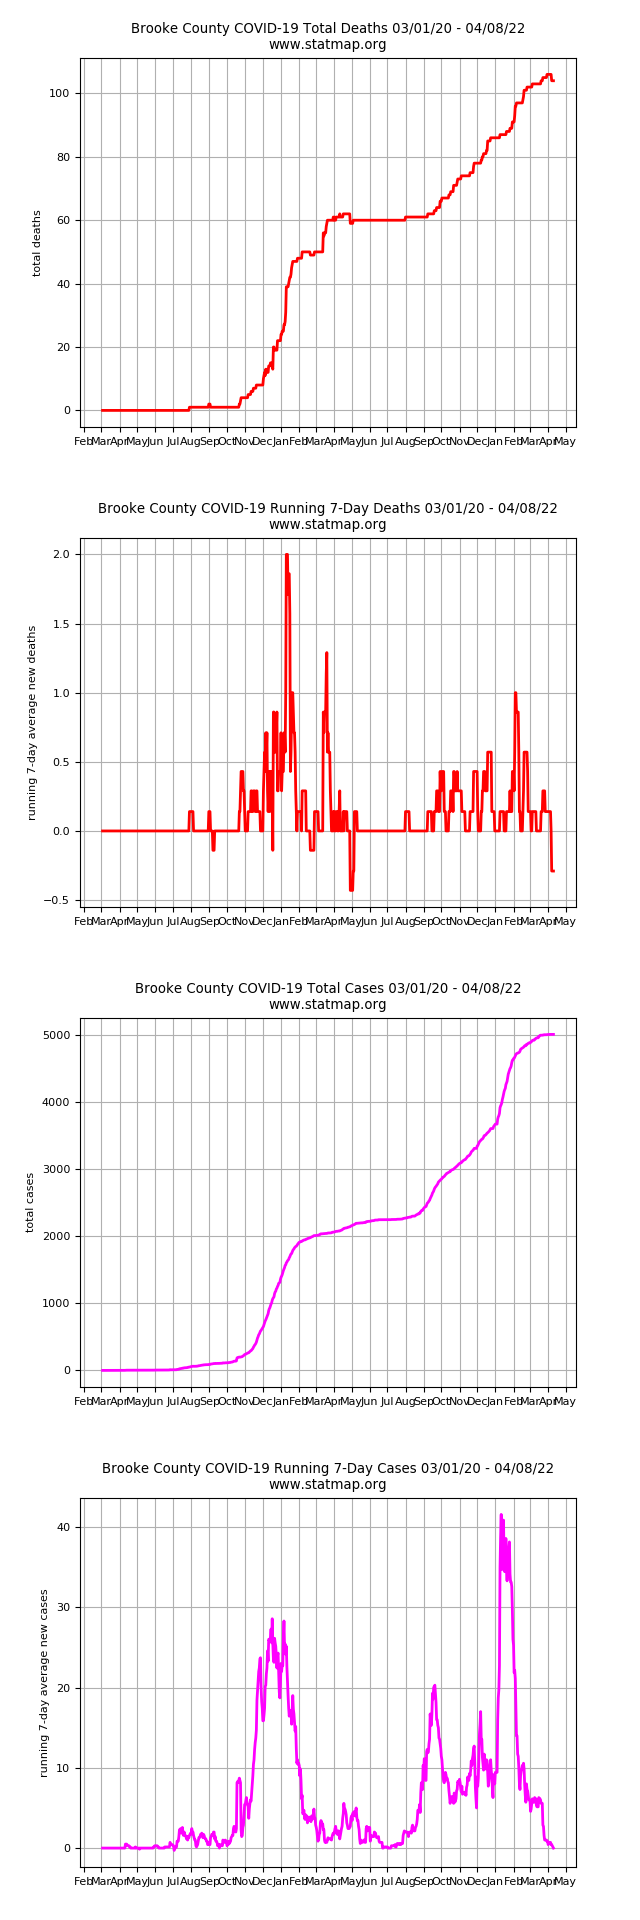 Brooke County COVID-19 Total Deaths 03/01/20 - 04/08/22
www.statmap.org
100
80
60
40
20
0
total deaths
Feb Mar Apr May Jun Jul Aug Sep Oct Nov Dec Jan Feb Mar Apr May Jun Jul Aug Sep Oct Nov Dec Jan Feb Mar Apr May
Brooke County COVID-19 Running 7-Day Deaths 03/01/20 - 04/08/22
www.statmap.org
2.0
1.5
1.0
0.5
0.0
−0.5
running 7-day average new deaths
Feb Mar Apr May Jun Jul Aug Sep Oct Nov Dec Jan Feb Mar Apr May Jun Jul Aug Sep Oct Nov Dec Jan Feb Mar Apr May
Brooke County COVID-19 Total Cases 03/01/20 - 04/08/22
www.statmap.org
5000
4000
3000
2000
1000
0
total cases
Feb Mar Apr May Jun Jul Aug Sep Oct Nov Dec Jan Feb Mar Apr May Jun Jul Aug Sep Oct Nov Dec Jan Feb Mar Apr May
Brooke County COVID-19 Running 7-Day Cases 03/01/20 - 04/08/22
www.statmap.org
40
30
20
10
0
running 7-day average new cases
Feb Mar Apr May Jun Jul Aug Sep Oct Nov Dec Jan Feb Mar Apr May Jun Jul Aug Sep Oct Nov Dec Jan Feb Mar Apr May